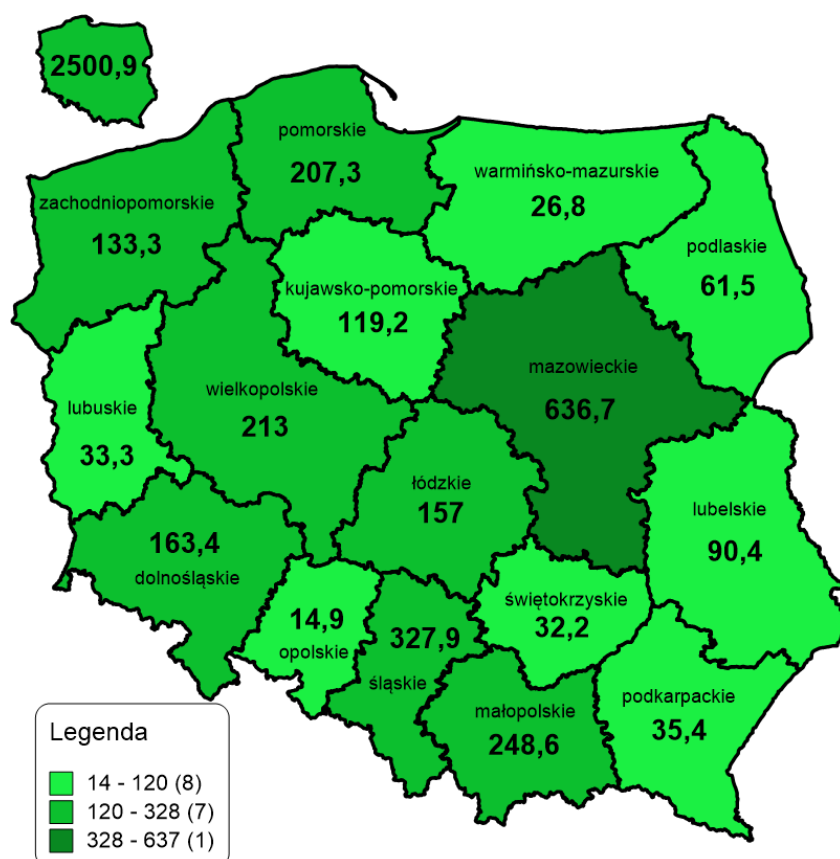 2500,9
pomorskie
207,3
warmińsko-mazurskie
26,8
zachodniopomorskie
133,3
podlaskie
61,5
kujawsko-pomorskie
119,2
mazowieckie
636,7
wielkopolskie
213
lubuskie
33,3
łódzkie
157
lubelskie
90,4
163,4
dolnośląskie
świętokrzyskie
32,2
14,9
opolskie
327,9
śląskie
małopolskie
248,6
podkarpackie
35,4
Legenda
14 - 120 (8)
120 - 328 (7)
328 - 637 (1)